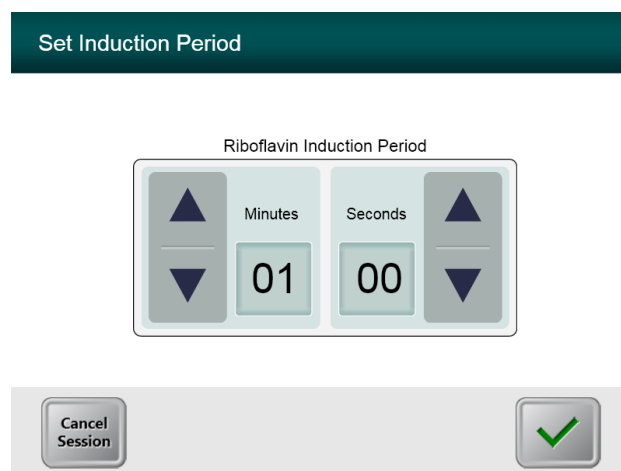 Set Induction Period
Riboflavin Induction Period
Minutes
Seconds
01
00
Cancel
Session